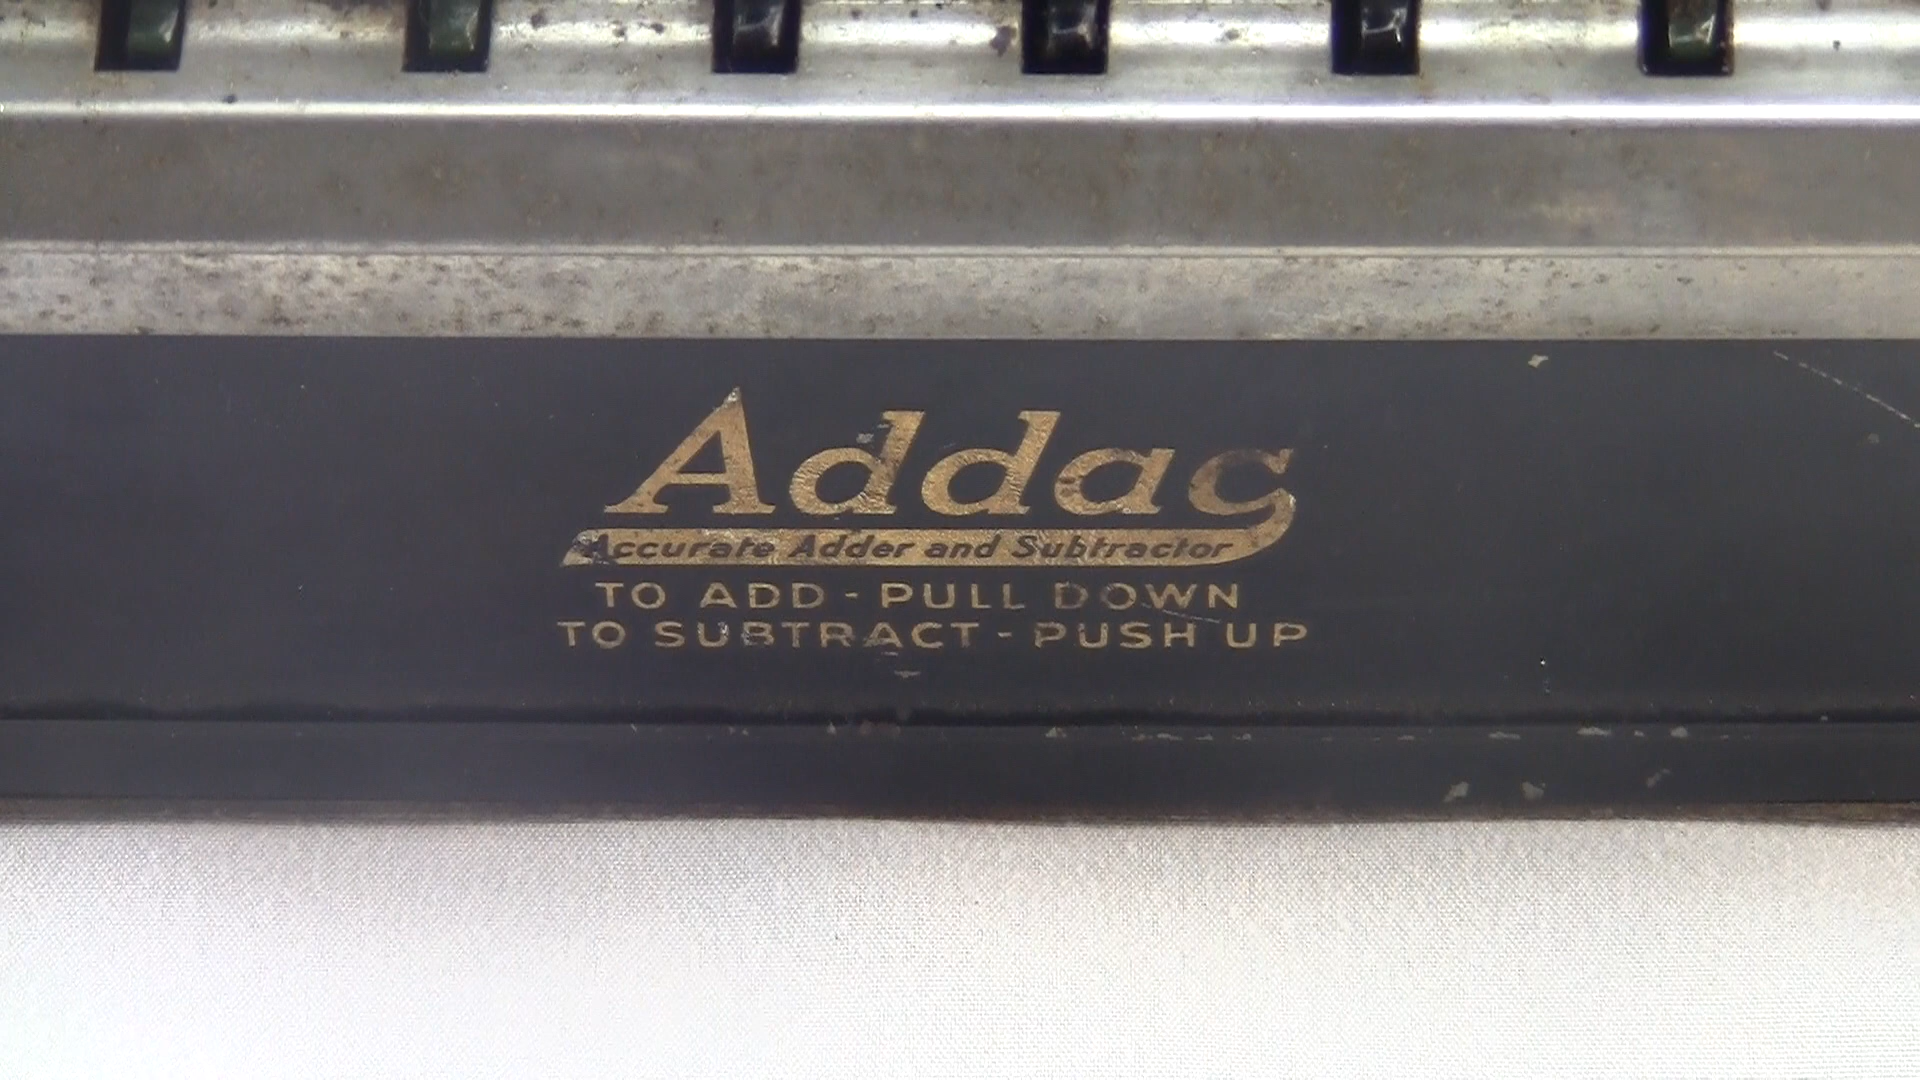 Addac
Accurate Adder and Subtractor
TO ADD - PULL DOWN
TO SUBTRACT - PUSH UP